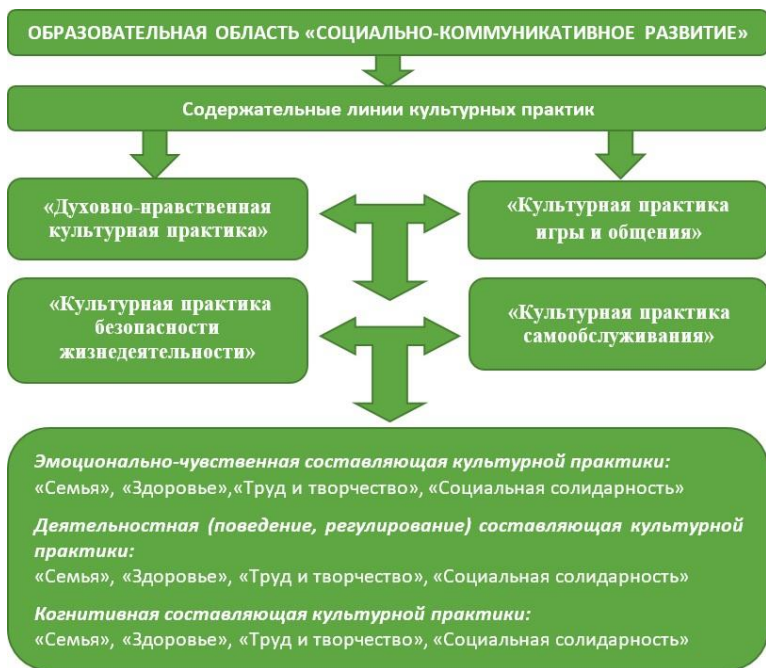 ОБРАЗОВАТЕЛЬНАЯ ОБЛАСТЬ «СОЦИАЛЬНО-КОММУНИКАТИВНОЕ РАЗВИТИЕ»
Содержательные линии культурных практик
«Духовно-нравственная
культурная практика»
«Культурная практика
игры и общения»
«Культурная практика
безопасности
жизнедеятельности»
«Культурная практика
самообслуживания»
Эмоционально-чувственная составляющая культурной практики:
«Семья», «Здоровье»,«Труд и творчество», «Социальная солидарность»
Деятельностная (поведение, регулирование) составляющая культурной
практики:
«Семья», «Здоровье», «Труд и творчество», «Социальная солидарность»
Когнитивная составляющая культурной практики:
«Семья», «Здоровье», «Труд и творчество», «Социальная солидарность»